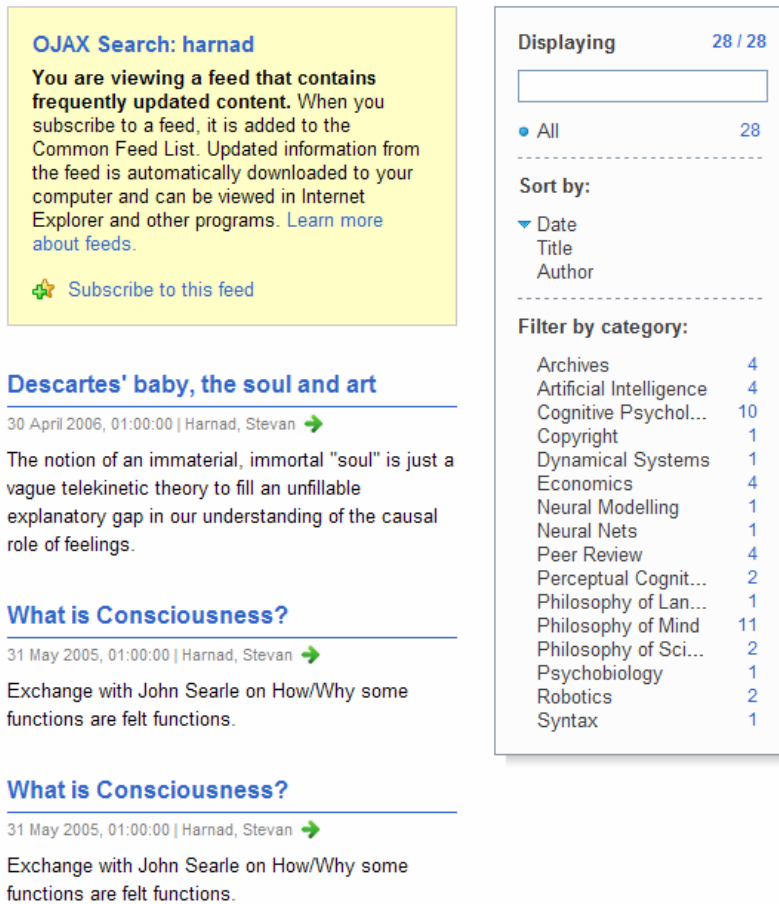 OJAX Search: harnad
You are viewing a feed that contains
frequently updated content. When you
subscribe to a feed, it is added to the
Common Feed List. Updated information from
the feed is automatically downloaded to your
computer and can be viewed in Internet
Explorer and other programs. Learn more
about feeds.
Subscribe to this feed
Descartes' baby, the soul and art
30 April 2006, 01:00:00 | Harnad, Stevan
The notion of an immaterial, immortal "soul" is just a
vague telekinetic theory to fill an unfillable
explanatory gap in our understanding of the causal
role of feelings.
What is Consciousness?
31 May 2005, 01:00:00 | Harnad, Stevan
Exchange with John Searle on How/Why some
functions are felt functions.
What is Consciousness?
31 May 2005, 01:00:00 | Harnad, Stevan
Exchange with John Searle on How/Why some
functions are felt functions.
Displaying 28 / 28
All 28
Sort by:
Date
Title
Author
Filter by category:
Archives 4
Artificial Intelligence 4
Cognitive Psychol... 10
Copyright 1
Dynamical Systems 1
Economics 4
Neural Modelling 1
Neural Nets 1
Peer Review 4
Perceptual Cognit... 2
Philosophy of Lan... 1
Philosophy of Mind 11
Philosophy of Sci... 2
Psychobiology 1
Robotics 2
Syntax 1